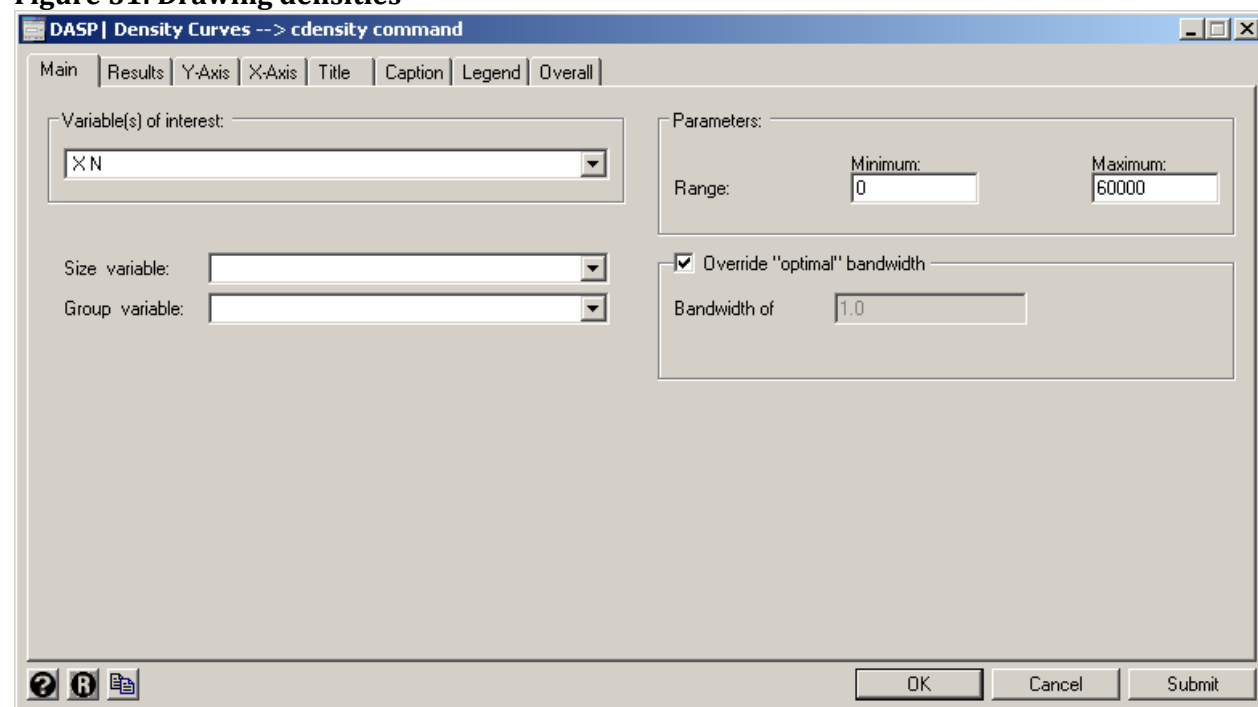 Figure 51: Drawing densities
DASP| Density Curves --> cdensity command
Main Results Y-Axis X-Axis Title Caption Legend Overall
Variable(s) of interest:
X N
Parameters:
Minimum: Maximum:
Range: 0 60000
Size variable:
Group variable:
Override "optimal" bandwidth
Bandwidth of 1.0
OK Cancel Submit